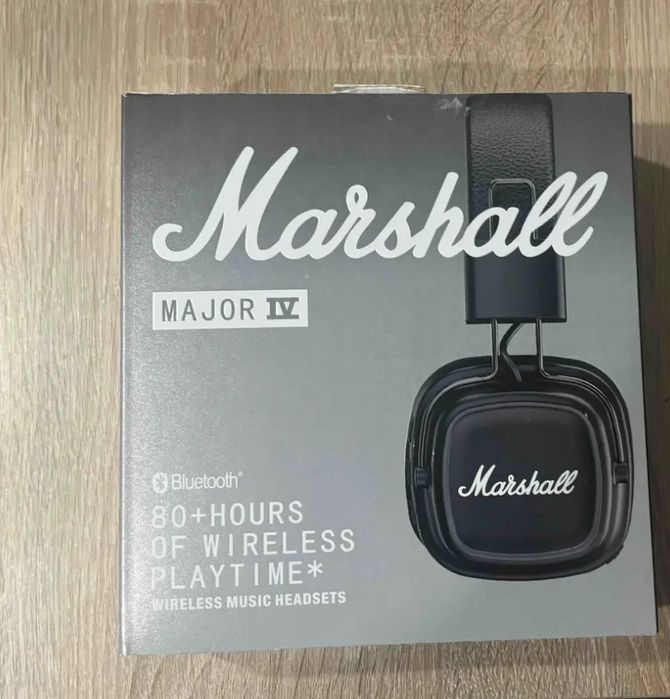 Marshall
MAJOR IV
Bluetooth®
80+HOURS
OF WIRELESS
PLAYTIME*
WIRELESS MUSIC HEADSETS
Marshall